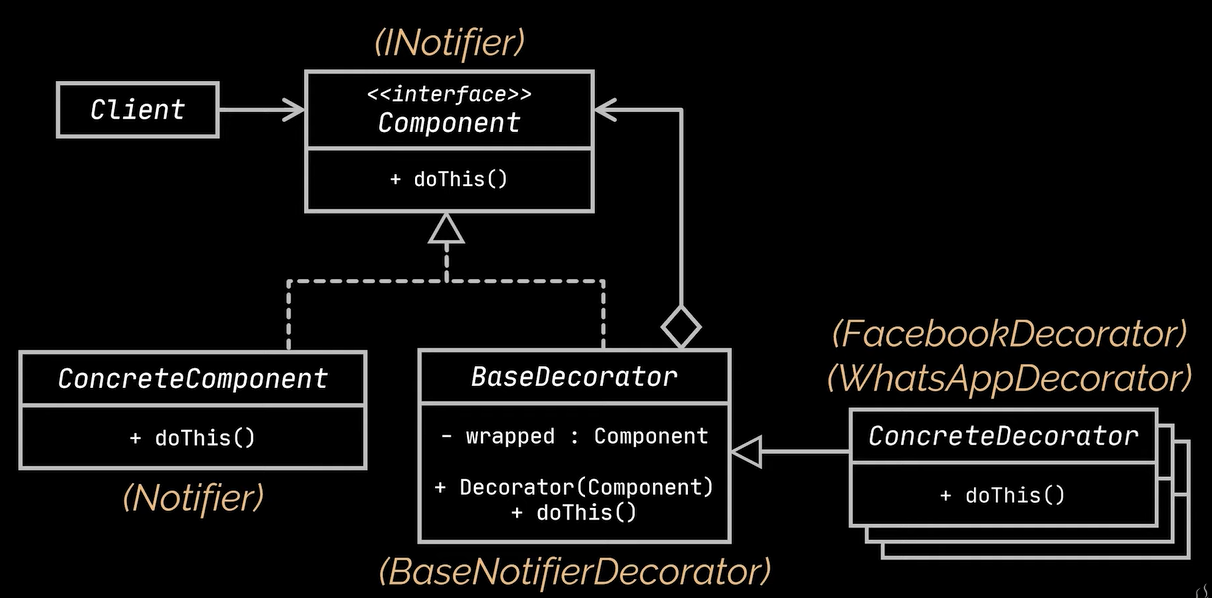 (INotifier)
Client
<<interface>>
Component
+ doThis()
ConcreteComponent
+ doThis()
(Notifier)
BaseDecorator
- wrapped : Component
+ Decorator(Component)
+ doThis()
(BaseNotifierDecorator)
(FacebookDecorator)
(WhatsAppDecorator)
ConcreteDecorator
+ doThis()